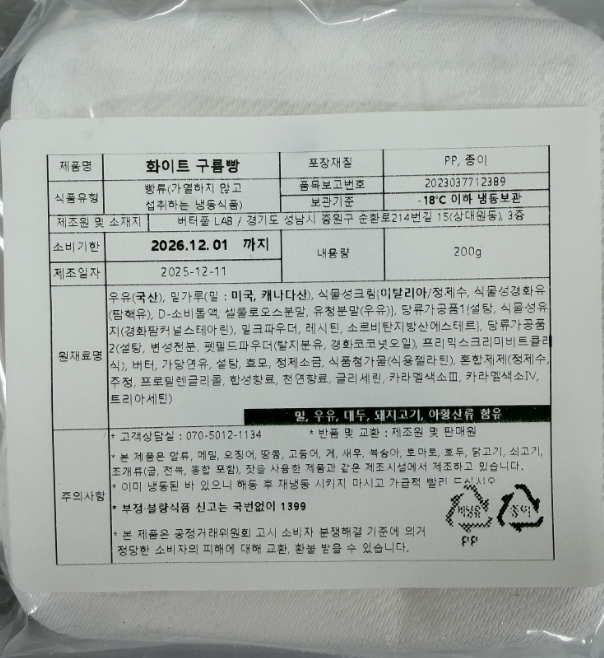 제품명 화이트 구름빵 포장재질 PP, 종이
식품유형 빵류(가열하지 않고 섭취하는 냉동식품) 품목보고번호 2023037712389
보관기준 -18℃ 이하 냉동보관
제조원 및 소재지 버터풀 LAB / 경기도 성남시 중원구 순환로214번길 15(상대원동), 3층
소비기한 2026.12.01 까지 내용량 200g
제조일자 2025-12-11
원재료명
우유(국산), 밀가루(밀 : 미국, 캐나다산), 식물성크림[이탈리아/정제수, 식물성경화유
(팜핵유), D-소비톨액, 셀룰로오스분말, 유청분말(우유)], 당류가공품1(설탕, 식물성유
지(경화팜커널스테아린), 밀크파우더, 레시틴, 소르비탄지방산에스테르], 당류가공품
2(설탕, 변성전분, 펫밀드파우더(탈지분유, 경화코코넛오일), 프리믹스크리미비트클리
식), 버터, 가당연유, 설탕, 효모, 정제소금, 식품첨가물(식용젤라틴), 혼합제제(정제수,
주정, 프로필렌글리콜, 합성향료, 천연향료, 글리세린, 카라멜색소Ⅲ, 카라멜색소Ⅳ,
트리아세틴)
밀, 우유, 대두, 돼지고기, 아황산류 함유
주의사항
* 고객상담실 : 070-5012-1134 * 반품 및 교환 : 제조원 및 판매원
* 본 제품은 알류, 메밀, 오징어, 땅콩, 고등어, 게, 새우, 복숭아, 토마토, 호두, 닭고기, 쇠고기,
조개류(굴, 전복, 홍합 포함), 잣을 사용한 제품과 같은 제조시설에서 제조하고 있습니다.
* 이미 냉동된 바 있으니 해동 후 재냉동 시키지 마시고 가급적 빨리 드십시오
* 부정·불량식품 신고는 국번없이 1399
* 본 제품은 공정거래위원회 고시 소비자 분쟁해결 기준에 의거
정당한 소비자의 피해에 대해 교환, 환불 받을 수 있습니다.
비닐류 종이
PP